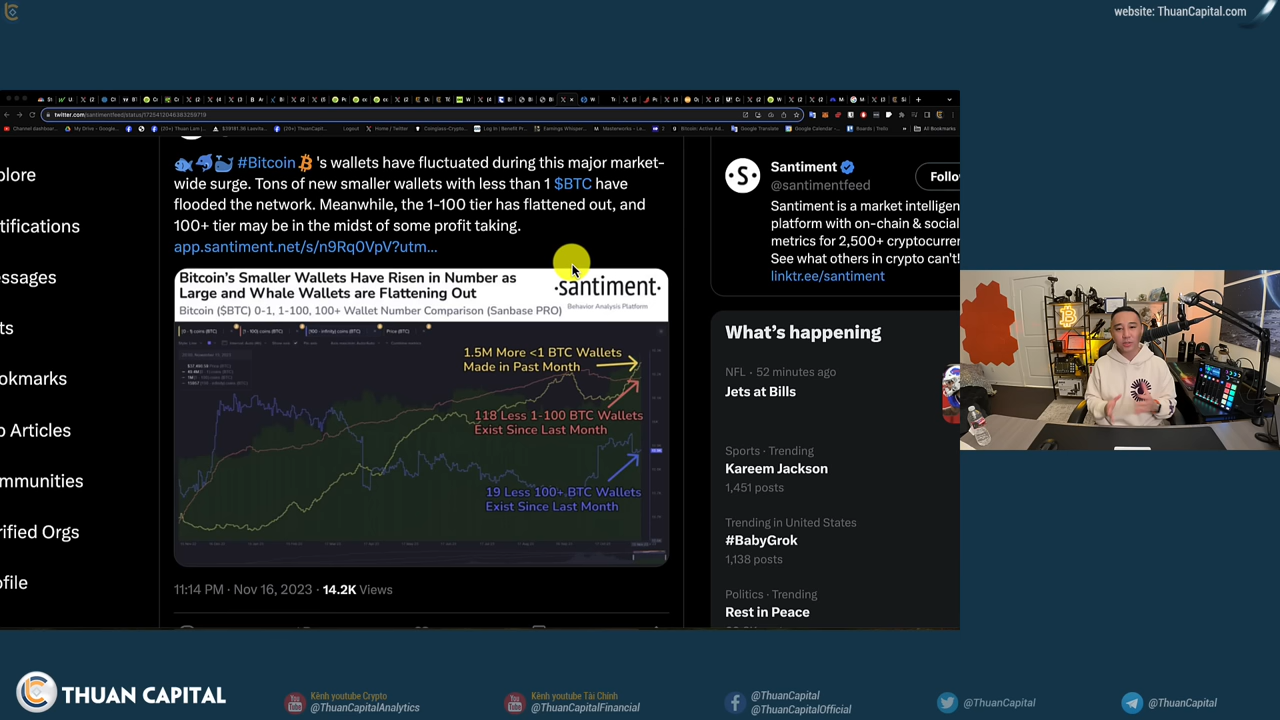 website: ThuanCapital.com
twitter.com/santimentfeed/status/1725412046383259719
plore
tifications
essages
ts
okmarks
p Articles
mmunities
rified Orgs
ofile
#Bitcoin 's wallets have fluctuated during this major market-
wide surge. Tons of new smaller wallets with less than 1 $BTC have
flooded the network. Meanwhile, the 1-100 tier has flattened out, and
100+ tier may be in the midst of some profit taking.
app.santiment.net/s/n9Rq0VpV?utm...
Bitcoin's Smaller Wallets Have Risen in Number as
Large and Whale Wallets are Flattening Out
Bitcoin ($BTC) 0-1, 1-100, 100+ Wallet Number Comparison (Sanbase PRO)
·santiment·
Behavior Analysis Platform
1.5M More <1 BTC Wallets
Made in Past Month
118 Less 1-100 BTC Wallets
Exist Since Last Month
19 Less 100+ BTC Wallets
Exist Since Last Month
11:14 PM · Nov 16, 2023 · 14.2K Views
·S·
Santiment
@santimentfeed
Follo
Santiment is a market intelligen
platform with on-chain & social
metrics for 2,500+ cryptocurren
See what others in crypto can't!
linktr.ee/santiment
What's happening
NFL · 52 minutes ago
Jets at Bills
Sports · Trending
Kareem Jackson
1,451 posts
Trending in United States
#BabyGrok
1,138 posts
Politics · Trending
Rest in Peace
THUAN CAPITAL
Kênh youtube Crypto
@ThuanCapitalAnalytics
Kênh youtube Tài Chính
@ThuanCapitalFinancial
@ThuanCapital
@ThuanCapitalOfficial
@ThuanCapital
@ThuanCapital